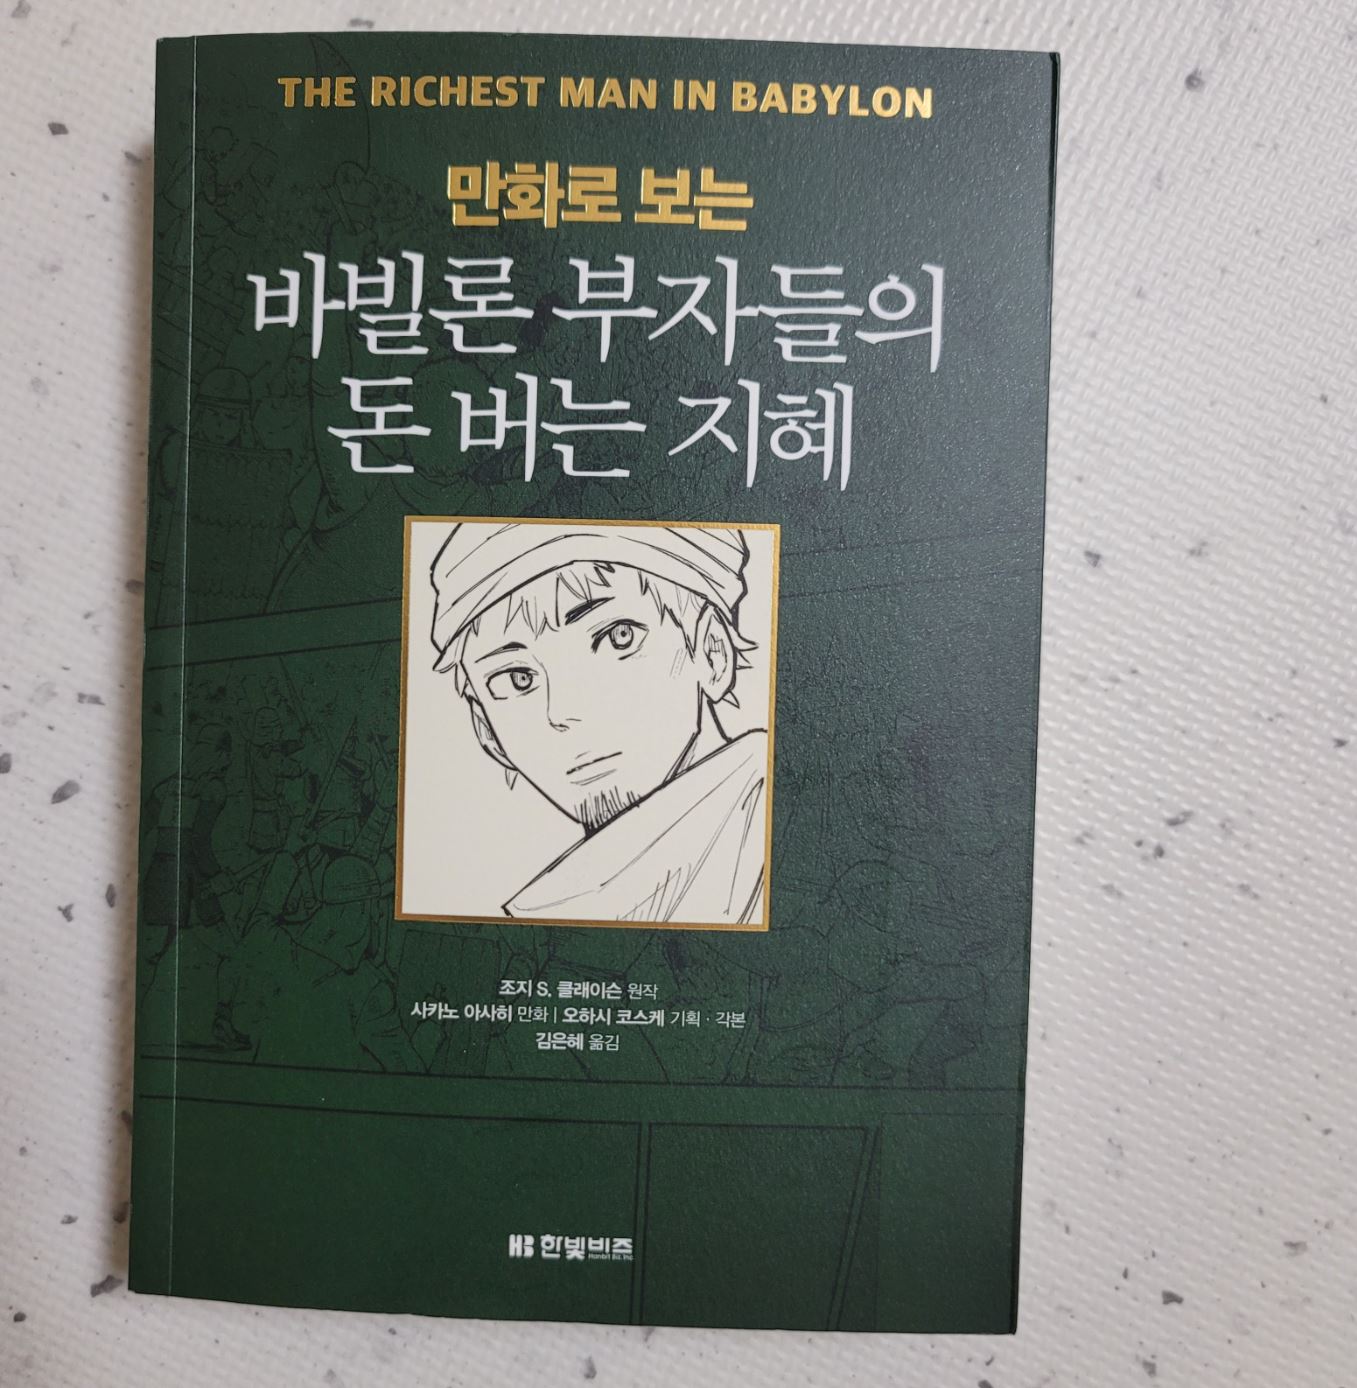 THE RICHEST MAN IN BABYLON
만화로 보는
바빌론 부자들의
돈 버는 지혜
조지 S. 클래이슨 원작
사카노 아사히 만화 | 오하시 코스케 기획 · 각본
김은혜 옮김
HB 한빛비즈
Hanbit Biz, Inc.